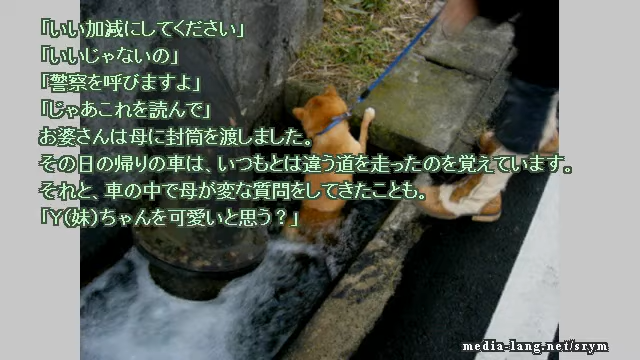 「いい加減にしてください」
「いいじゃないの」
「警察を呼びますよ」
「じゃあこれを読んで」
お婆さんは母に封筒を渡しました。
その日の帰りの車は、いつもとは違う道を走ったのを覚えています。
それと、車の中で母が変な質問をしてきたことも。
「Y(妹)ちゃんを可愛いと思う？」
media-lang.net/srym